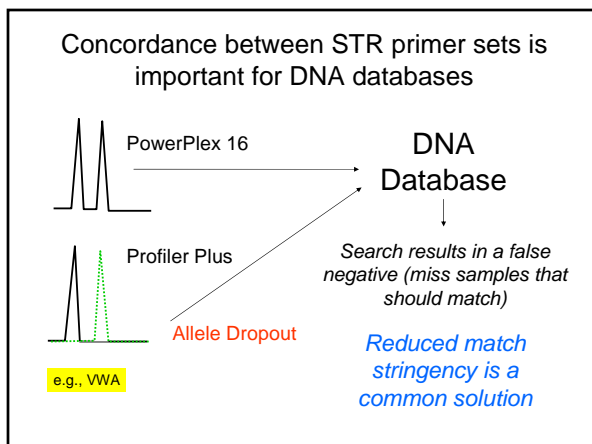 Concordance between STR primer sets is
important for DNA databases
PowerPlex 16
DNA
Database
Profiler Plus
Search results in a false
negative (miss samples that
should match)
Allele Dropout
Reduced match
stringency is a
common solution
e.g., VWA